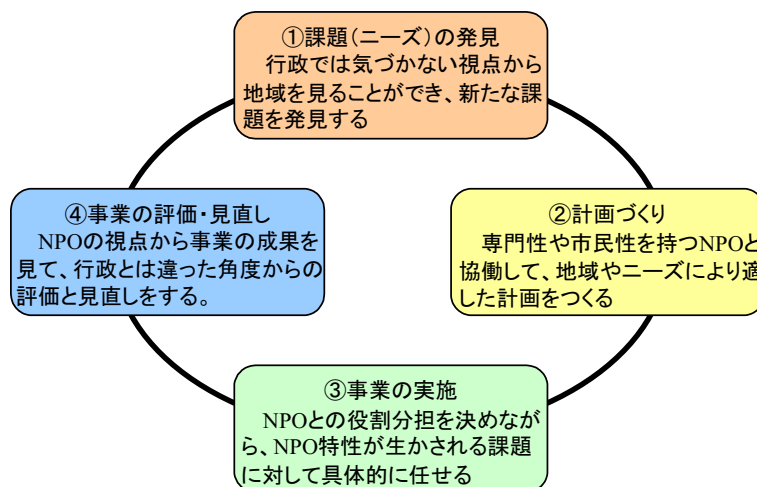 ①課題（ニーズ）の発見
行政では気づかない視点から
地域を見ることができ、新たな課
題を発見する
②計画づくり
専門性や市民性を持つNPOと
協働して、地域やニーズにより適
した計画をつくる
③事業の実施
NPOとの役割分担を決めなが
ら、NPO特性が生かされる課題
に対して具体的に任せる
④事業の評価・見直し
NPOの視点から事業の成果を
見て、行政とは違った角度からの
評価と見直しをする。